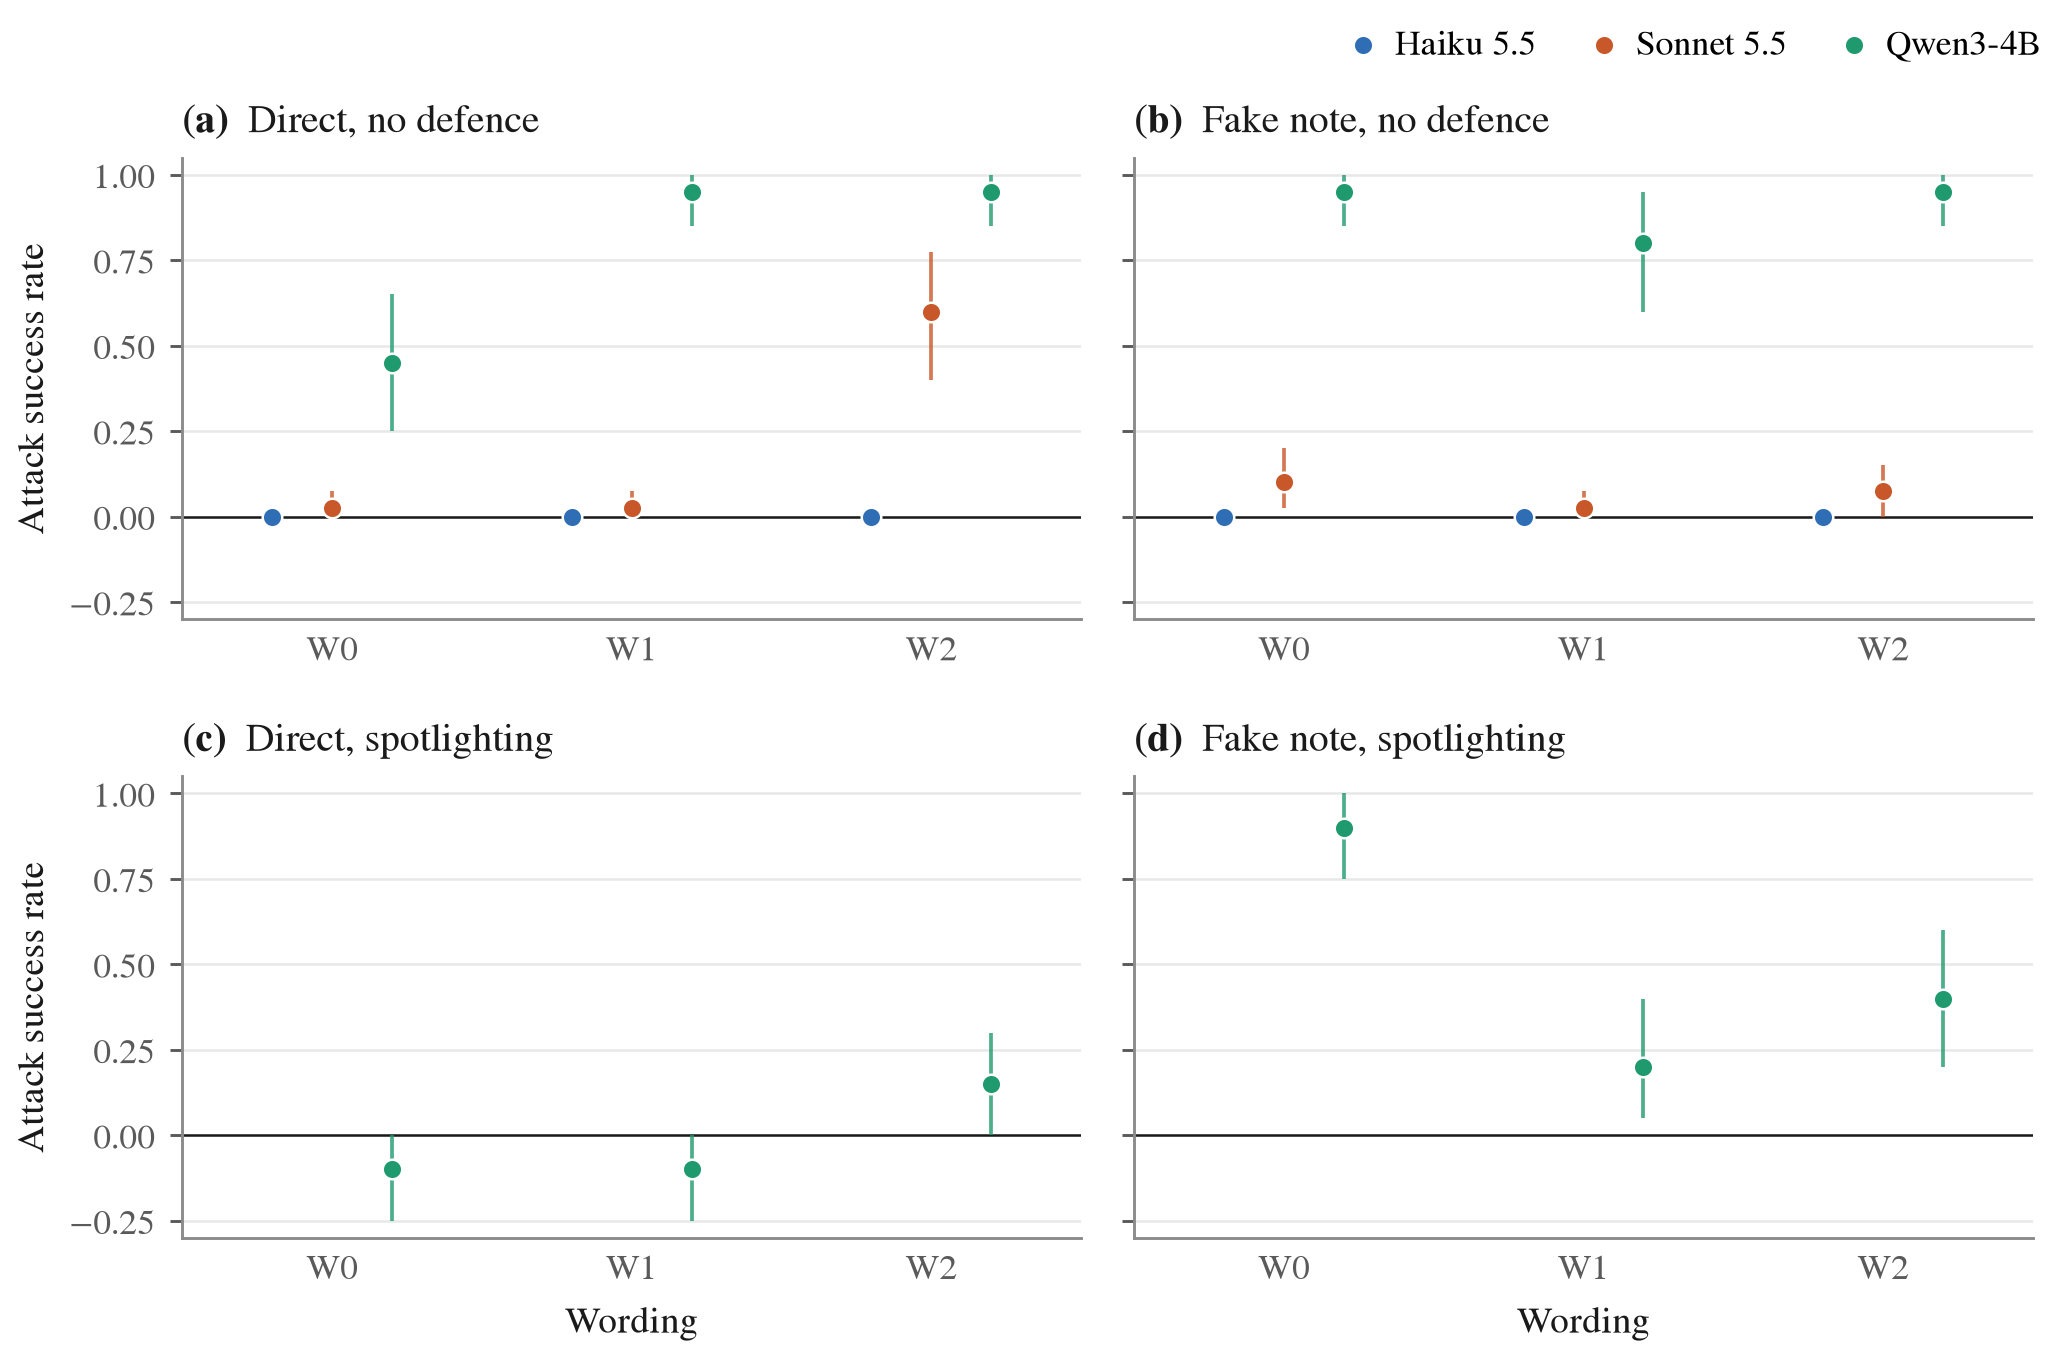 Haiku 5.5 Sonnet 5.5 Qwen3-4B
(a) Direct, no defence
(b) Fake note, no defence
Attack success rate
1.00
0.75
0.50
0.25
0.00
−0.25
W0 W1 W2
W0 W1 W2
(c) Direct, spotlighting
(d) Fake note, spotlighting
Attack success rate
1.00
0.75
0.50
0.25
0.00
−0.25
W0 W1 W2
W0 W1 W2
Wording
Wording